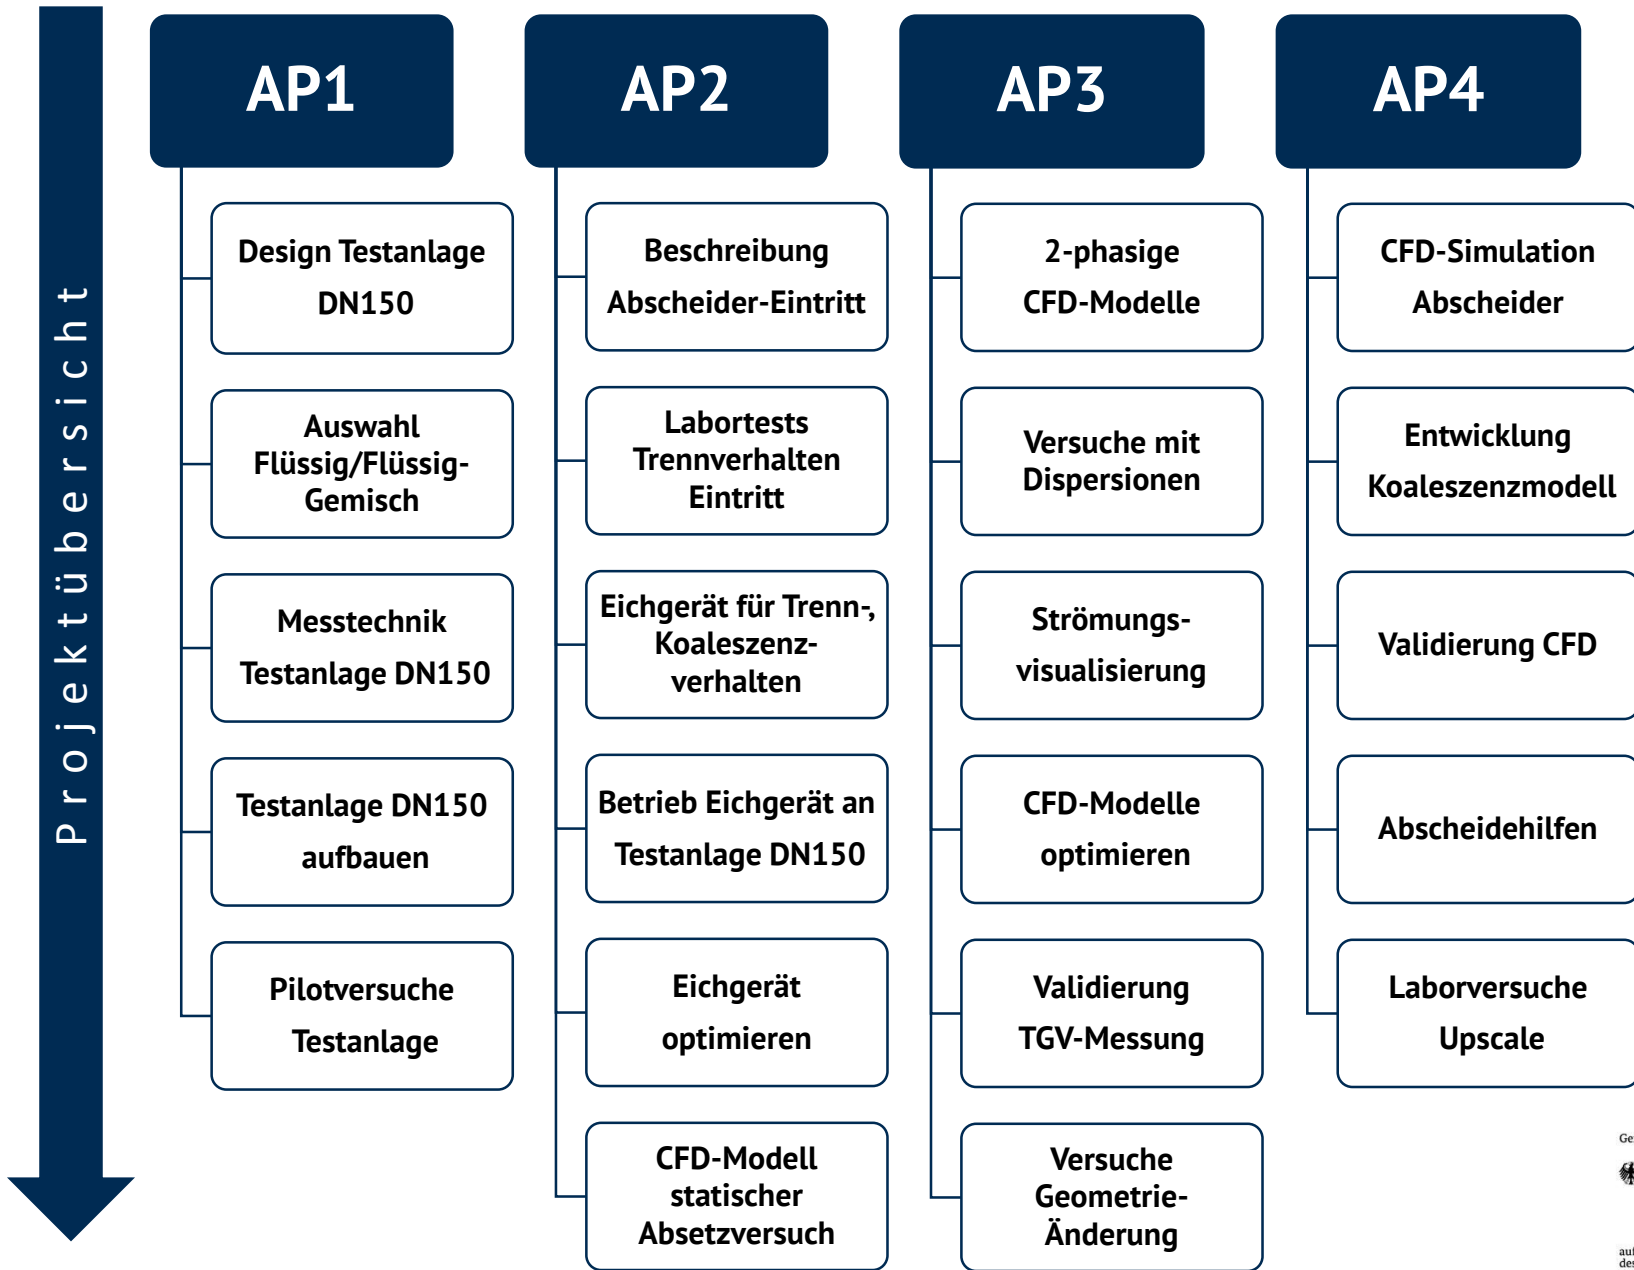 Projektübersicht
AP1
Design Testanlage
DN150
Auswahl
Flüssig/Flüssig-
Gemisch
Messtechnik
Testanlage DN150
Testanlage DN150
aufbauen
Pilotversuche
Testanlage
AP2
Beschreibung
Abscheider-Eintritt
Labortests
Trennverhalten
Eintritt
Eichgerät für Trenn-,
Koaleszenz-
verhalten
Betrieb Eichgerät an
Testanlage DN150
Eichgerät
optimieren
CFD-Modell
statischer
Absetzversuch
AP3
2-phasige
CFD-Modelle
Versuche mit
Dispersionen
Strömungs-
visualisierung
CFD-Modelle
optimieren
Validierung
TGV-Messung
Versuche
Geometrie-
Änderung
AP4
CFD-Simulation
Abscheider
Entwicklung
Koaleszenzmodell
Validierung CFD
Abscheidehilfen
Laborversuche
Upscale